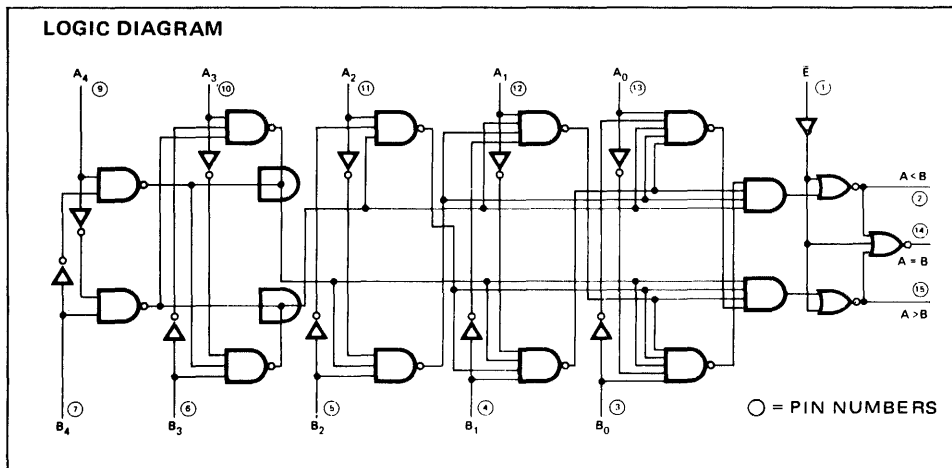 LOGIC DIAGRAM
A4 A3 A2 A1 A0 Ē
9 10 11 12 13 1
A < B
2
14
A = B
15
A > B
7 6 5 4 3
B4 B3 B2 B1 B0
○ = PIN NUMBERS